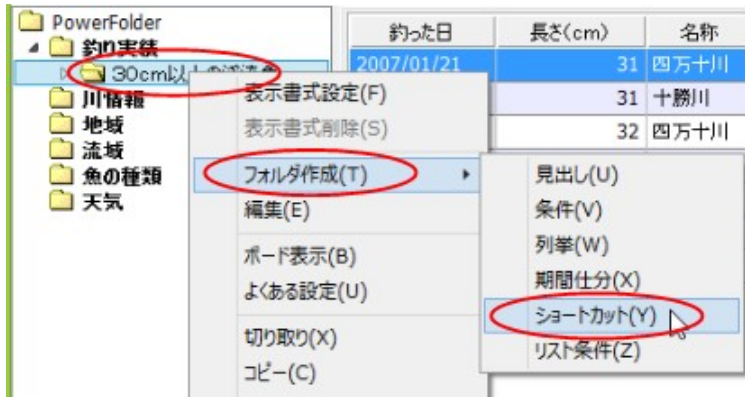 PowerFolder
釣り実績
30cm以上の
川情報
地域
流域
魚の種類
天気
釣った日 長さ(cm) 名称
2007/01/21 31 四万十川
31 十勝川
32 四万十川
表示書式設定(F)
表示書式削除(S)
フォルダ作成(T)
編集(E)
ボード表示(B)
よくある設定(U)
切り取り(X)
コピー(C)
見出し(U)
条件(V)
列挙(W)
期間仕分(X)
ショートカット(Y)
リスト条件(Z)